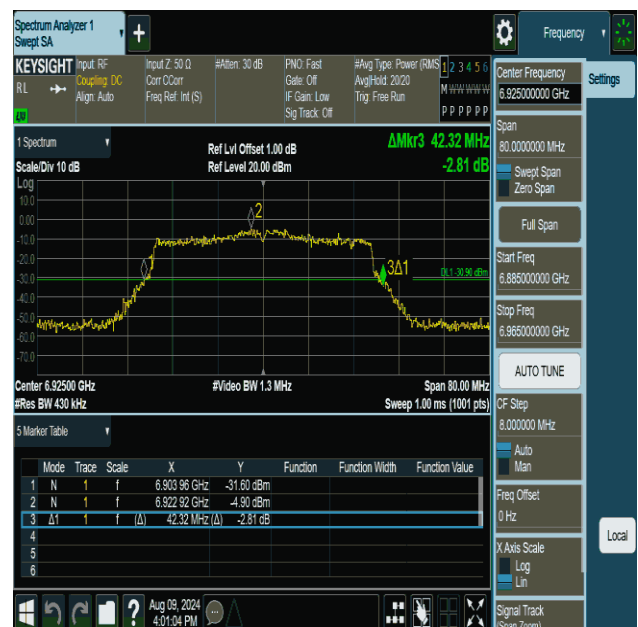 Spectrum Analyzer 1
Swept SA
Frequency
KEYSIGHT
RL
Input: RF
Coupling: DC
Align: Auto
Input Z: 50 Ω
Corr CCorr
Freq Ref: Int (S)
#Atten: 30 dB
PNO: Fast
Gate: Off
IF Gain: Low
Sig Track: Off
#Avg Type: Power (RMS
Avg|Hold: 20/20
Trig: Free Run
1 2 3 4 5 6
M W W W W W
P P P P P P
1 Spectrum
Scale/Div 10 dB
Ref Lvl Offset 1.00 dB
Ref Level 20.00 dBm
ΔMkr3 42.32 MHz
-2.81 dB
Log
10.0
0.00
-10.0
-20.0
-30.0
-40.0
-50.0
-60.0
-70.0
1
2
3Δ1
DL1 -30.90 dBm
Center 6.92500 GHz
#Video BW 1.3 MHz
Span 80.00 MHz
#Res BW 430 kHz
Sweep 1.00 ms (1001 pts)
5 Marker Table
Mode Trace Scale X Y Function Function Width Function Value
1 N 1 f 6.903 96 GHz -31.60 dBm
2 N 1 f 6.922 92 GHz -4.90 dBm
3 Δ1 1 f (Δ) 42.32 MHz (Δ) -2.81 dB
4
5
6
Aug 09, 2024
4:01:04 PM
Center Frequency
6.925000000 GHz
Settings
Span
80.0000000 MHz
Swept Span
Zero Span
Full Span
Start Freq
6.885000000 GHz
Stop Freq
6.965000000 GHz
AUTO TUNE
CF Step
8.000000 MHz
Auto
Man
Freq Offset
0 Hz
X Axis Scale
Log
Lin
Local
Signal Track
(Span Zoom)